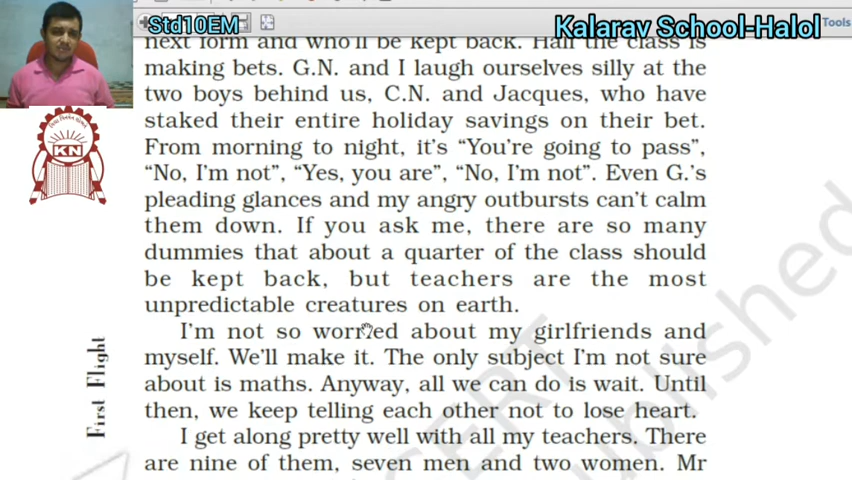 Std10EM
Kalarav School-Halol
Tools
next form and who'll be kept back. Half the class is
making bets. G.N. and I laugh ourselves silly at the
two boys behind us, C.N. and Jacques, who have
staked their entire holiday savings on their bet.
From morning to night, it's “You're going to pass”,
“No, I'm not”, “Yes, you are”, “No, I'm not”. Even G.'s
pleading glances and my angry outbursts can't calm
them down. If you ask me, there are so many
dummies that about a quarter of the class should
be kept back, but teachers are the most
unpredictable creatures on earth.
I'm not so worried about my girlfriends and
myself. We'll make it. The only subject I'm not sure
about is maths. Anyway, all we can do is wait. Until
then, we keep telling each other not to lose heart.
I get along pretty well with all my teachers. There
are nine of them, seven men and two women. Mr
First Flight
KN